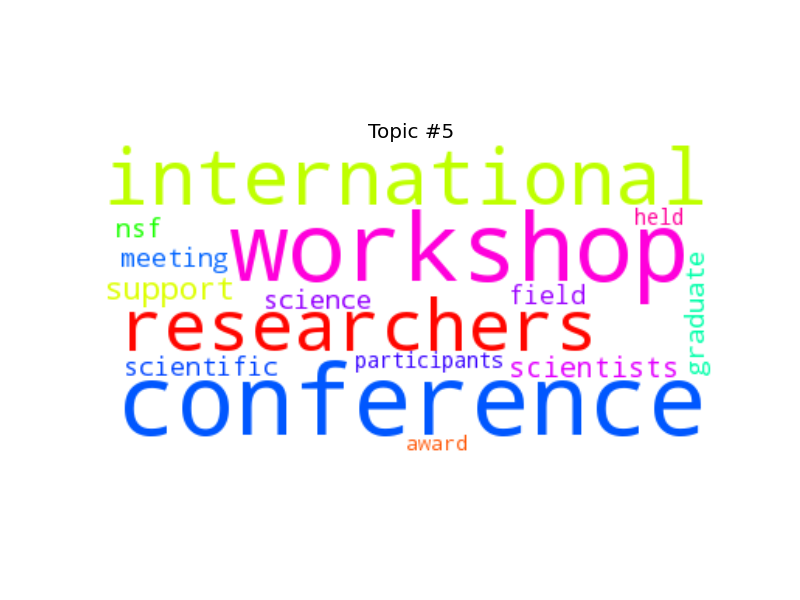 Topic #5
international
held
nsf
workshop
meeting
graduate
support
science
field
researchers
scientific
participants
scientists
conference
award